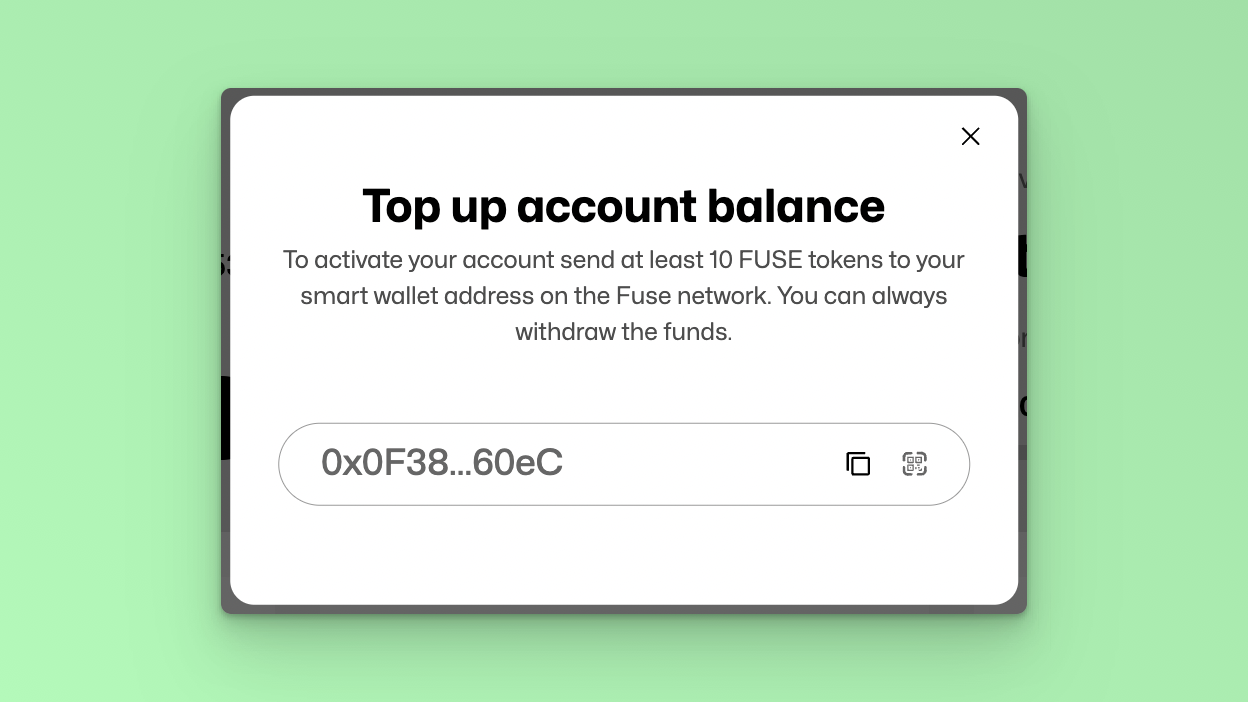 Top up account balance
To activate your account send at least 10 FUSE tokens to your
smart wallet address on the Fuse network. You can always
withdraw the funds.
0x0F38...60eC